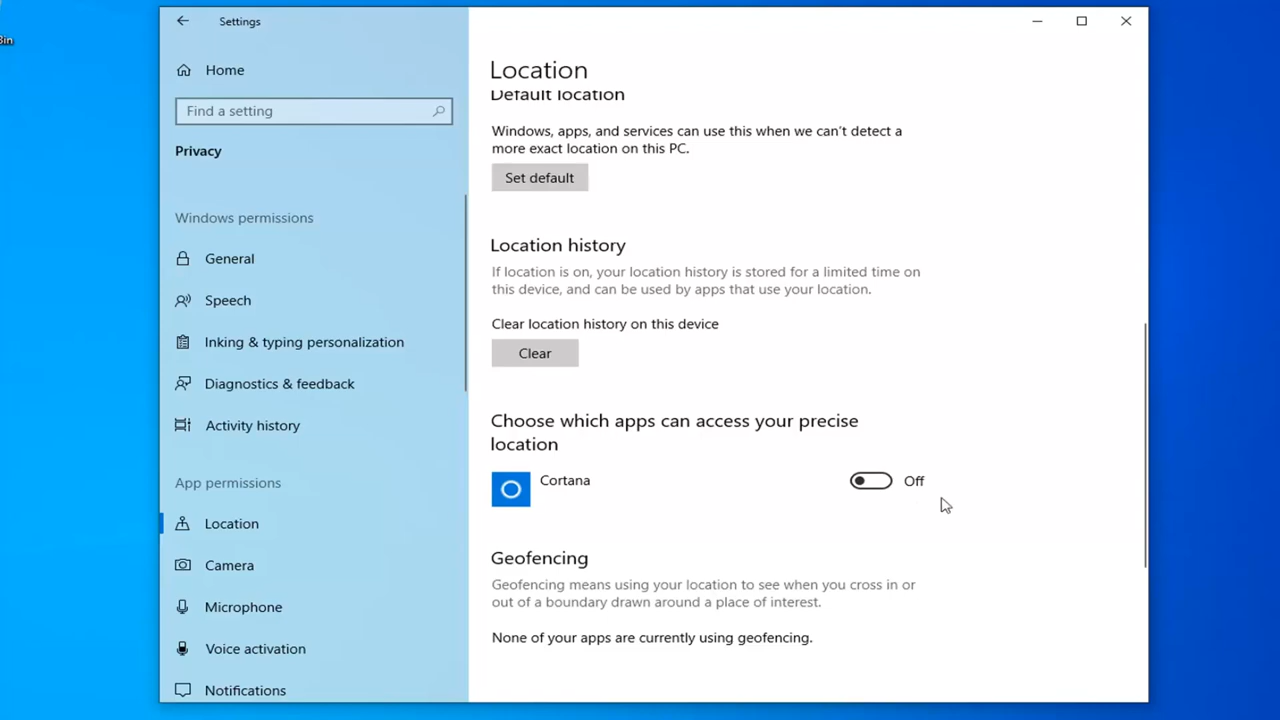 Bin
Settings
Home
Find a setting
Privacy
Windows permissions
General
Speech
Inking & typing personalization
Diagnostics & feedback
Activity history
App permissions
Location
Camera
Microphone
Voice activation
Notifications
Location
Default location
Windows, apps, and services can use this when we can't detect a
more exact location on this PC.
Set default
Location history
If location is on, your location history is stored for a limited time on
this device, and can be used by apps that use your location.
Clear location history on this device
Clear
Choose which apps can access your precise
location
Cortana
Off
Geofencing
Geofencing means using your location to see when you cross in or
out of a boundary drawn around a place of interest.
None of your apps are currently using geofencing.